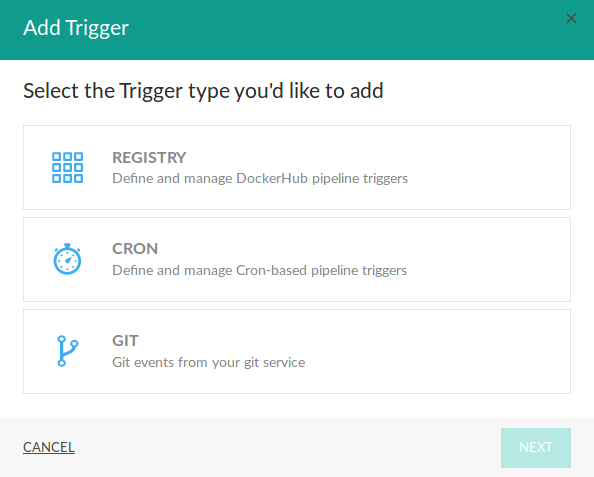 Add Trigger
Select the Trigger type you'd like to add
REGISTRY
Define and manage DockerHub pipeline triggers
CRON
Define and manage Cron-based pipeline triggers
GIT
Git events from your git service
CANCEL
NEXT